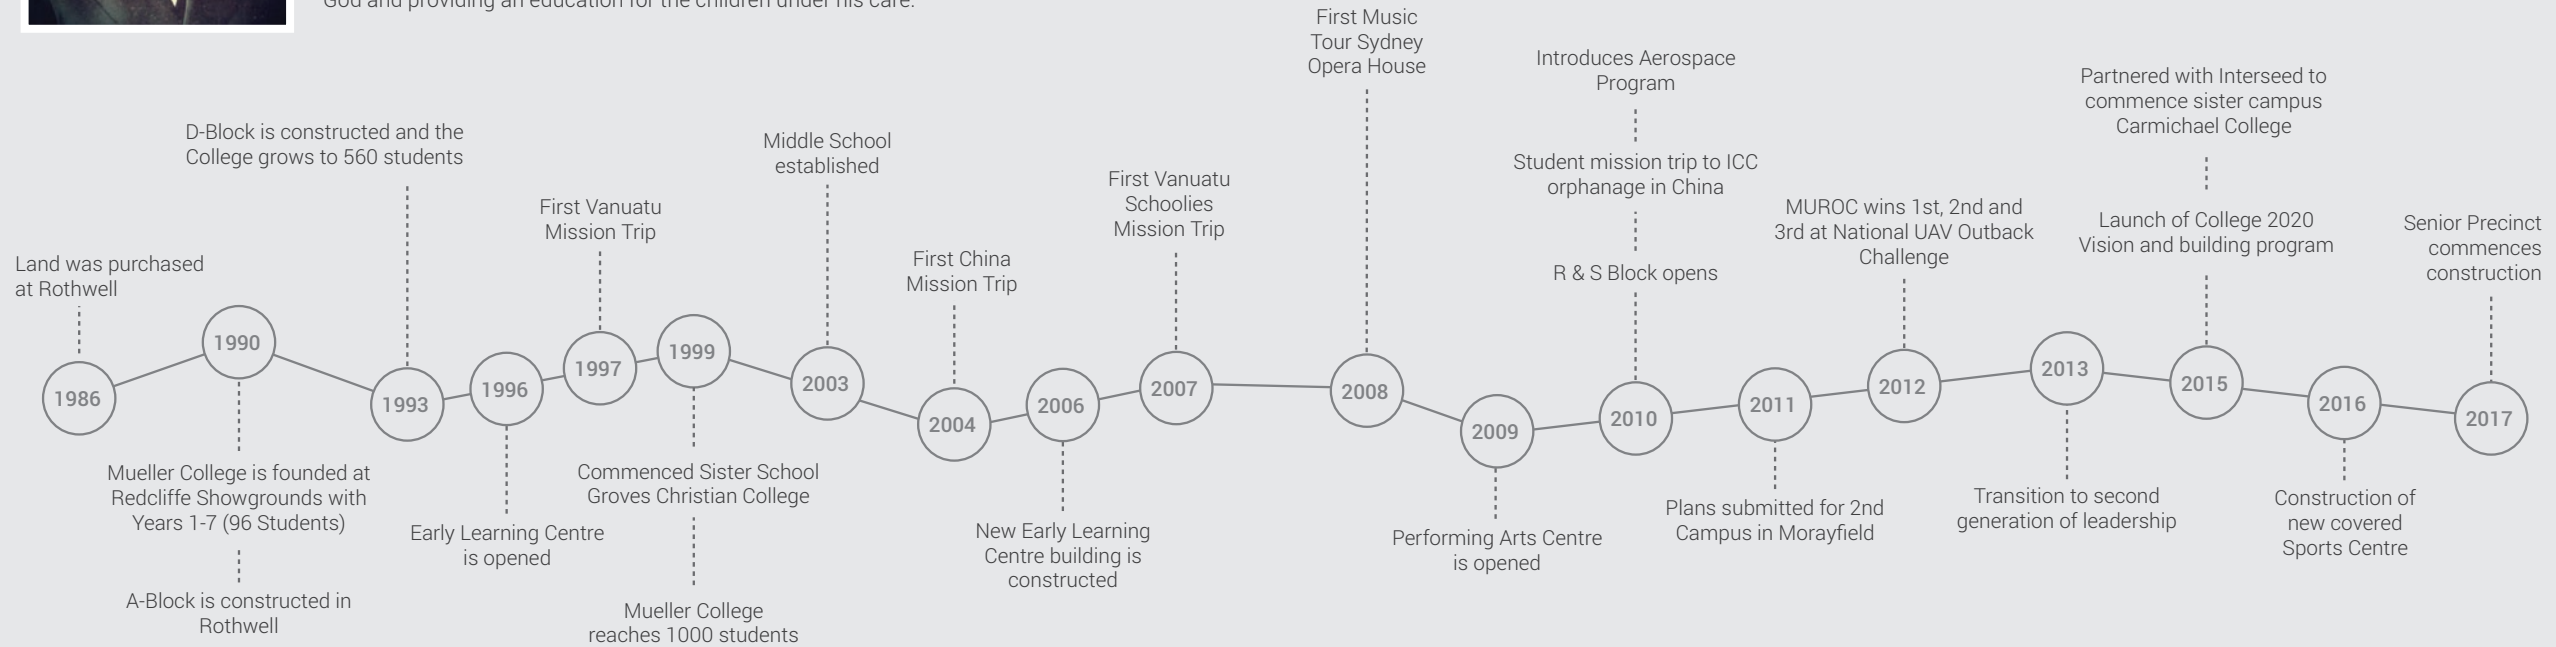 God and providing an education for the children under his care.
Land was purchased
at Rothwell
1986
1990
Mueller College is founded at
Redcliffe Showgrounds with
Years 1-7 (96 Students)
A-Block is constructed in
Rothwell
D-Block is constructed and the
College grows to 560 students
1993
1996
Early Learning Centre
is opened
First Vanuatu
Mission Trip
1997
1999
Commenced Sister School
Groves Christian College
Mueller College
reaches 1000 students
Middle School
established
2003
First China
Mission Trip
2004
2006
New Early Learning
Centre building is
constructed
First Vanuatu
Schoolies
Mission Trip
2007
First Music
Tour Sydney
Opera House
2008
2009
Performing Arts Centre
is opened
Introduces Aerospace
Program
Student mission trip to ICC
orphanage in China
R & S Block opens
2010
2011
Plans submitted for 2nd
Campus in Morayfield
MUROC wins 1st, 2nd and
3rd at National UAV Outback
Challenge
2012
2013
Transition to second
generation of leadership
Partnered with Interseed to
commence sister campus
Carmichael College
Launch of College 2020
Vision and building program
2015
2016
Construction of
new covered
Sports Centre
Senior Precinct
commences
construction
2017